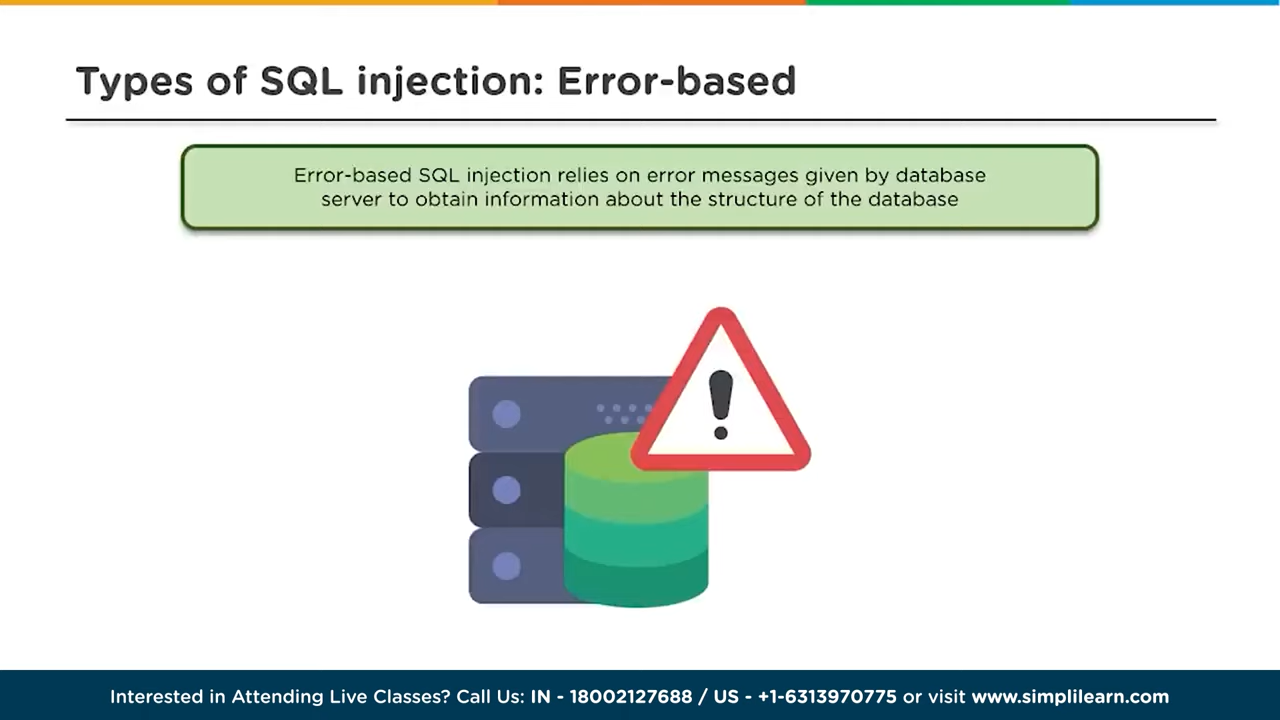 Types of SQL injection: Error-based
Error-based SQL injection relies on error messages given by database
server to obtain information about the structure of the database
Interested in Attending Live Classes? Call Us: IN - 18002127688 / US - +1-6313970775 or visit www.simplilearn.com